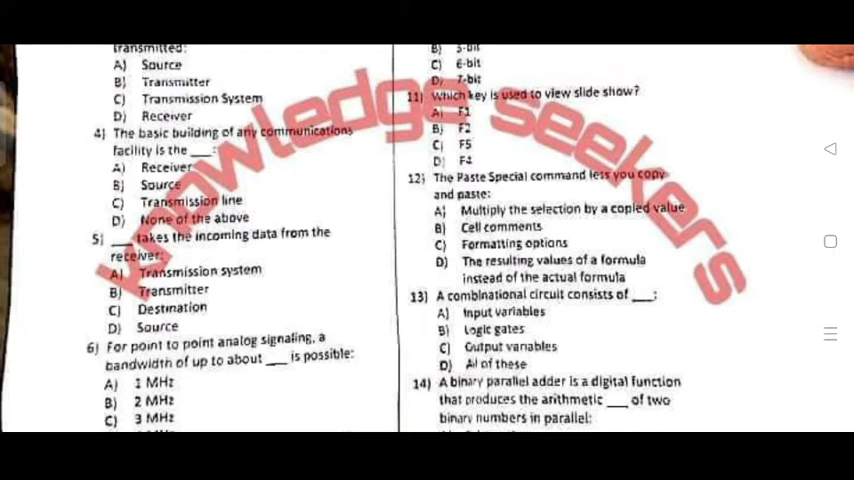 transmitted:
A) Source
B) Transmitter
C) Transmission System
D) Receiver
4) The basic building of any communications
facility is the ___:
A) Receiver
B) Source
C) Transmission line
D) None of the above
5) ___ takes the incoming data from the
receiver:
A) Transmission system
B) Transmitter
C) Destination
D) Source
6) For point to point analog signaling, a
bandwidth of up to about ___ is possible:
A) 1 MHz
B) 2 MHz
C) 3 MHz
B) 5-bit
C) 6-bit
D) 7-bit
11) Which key is used to view slide show?
A) F1
B) F2
C) F5
D) F4
12) The Paste Special command lets you copy
and paste:
A) Multiply the selection by a copied value
B) Cell comments
C) Formatting options
D) The resulting values of a formula
instead of the actual formula
13) A combinational circuit consists of ___:
A) Input variables
B) Logic gates
C) Output variables
D) All of these
14) A binary parallel adder is a digital function
that produces the arithmetic ___ of two
binary numbers in parallel:
knowledge seekers